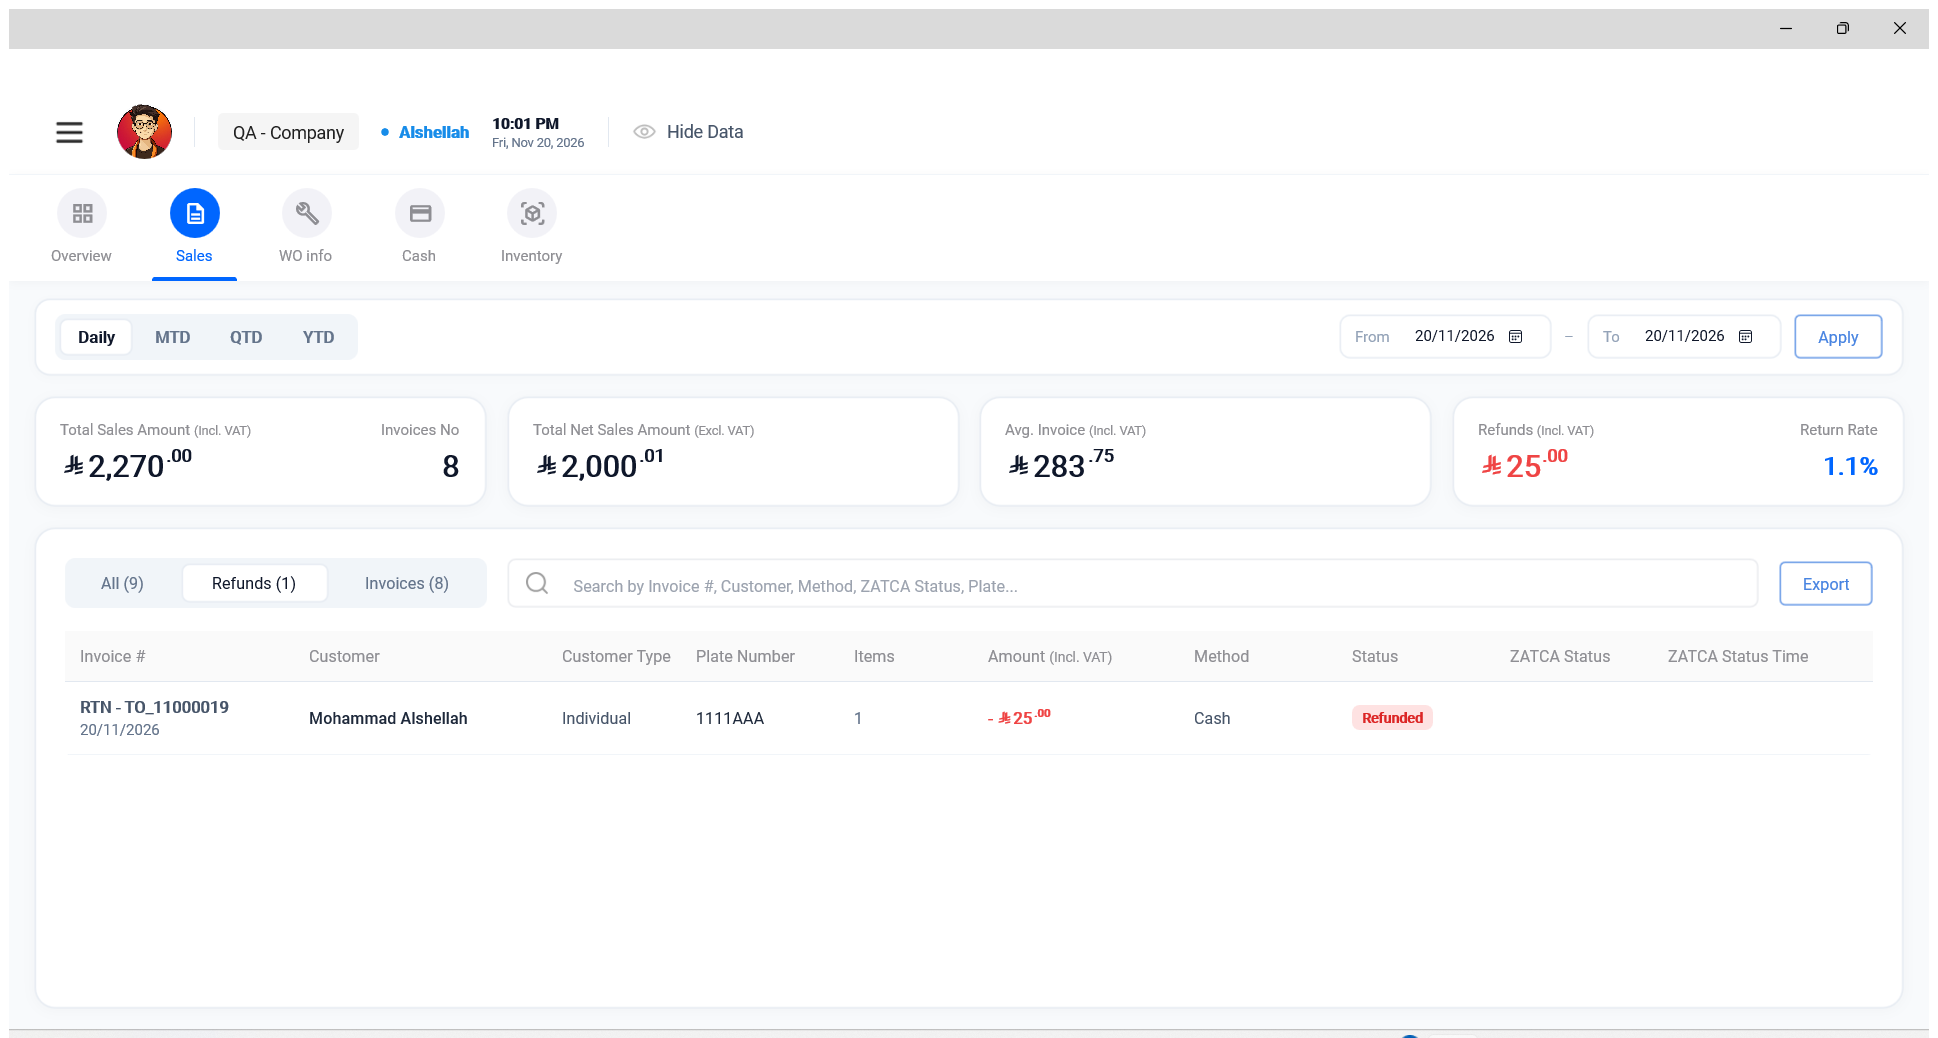 QA - Company
Alshellah
10:01 PM
Fri, Nov 20, 2026
Hide Data
Overview
Sales
WO info
Cash
Inventory
Daily MTD QTD YTD
From 20/11/2026 – To 20/11/2026 Apply
Total Sales Amount (Incl. VAT) Invoices No
2,270.00 8
Total Net Sales Amount (Excl. VAT)
2,000.01
Avg. Invoice (Incl. VAT)
283.75
Refunds (Incl. VAT) Return Rate
25.00 1.1%
All (9) Refunds (1) Invoices (8)
Search by Invoice #, Customer, Method, ZATCA Status, Plate...
Export
Invoice # Customer Customer Type Plate Number Items Amount (Incl. VAT) Method Status ZATCA Status ZATCA Status Time
RTN - TO_11000019
20/11/2026
Mohammad Alshellah Individual 1111AAA 1 - 25.00 Cash Refunded